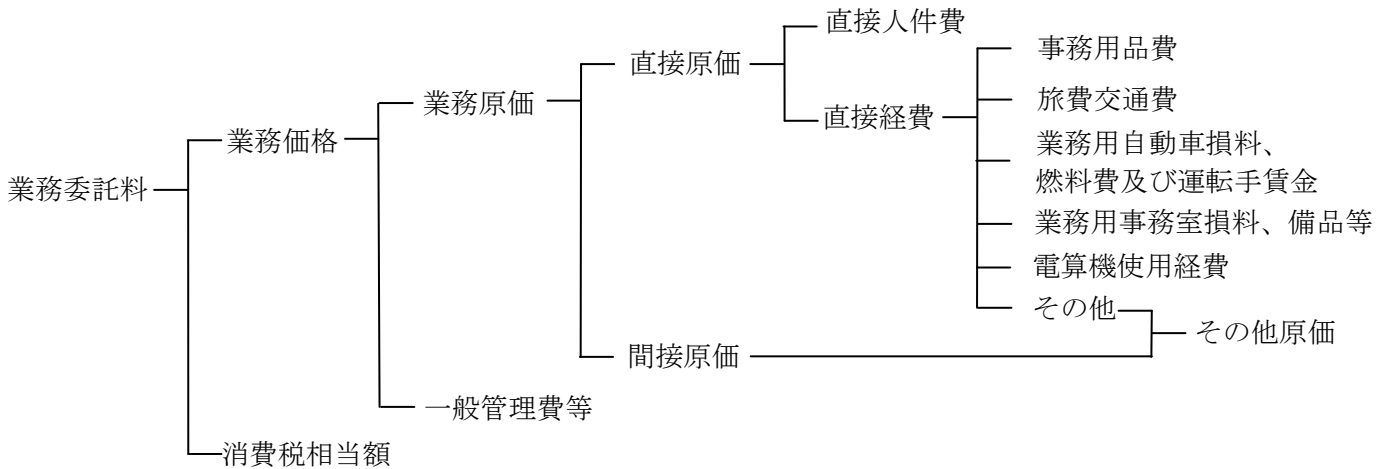 直接人件費
事務用品費
直接原価
旅費交通費
業務原価
直接経費
業務価格
業務用自動車損料、
燃料費及び運転手賃金
業務委託料
業務用事務室損料、備品等
電算機使用経費
その他
その他原価
間接原価
一般管理費等
消費税相当額